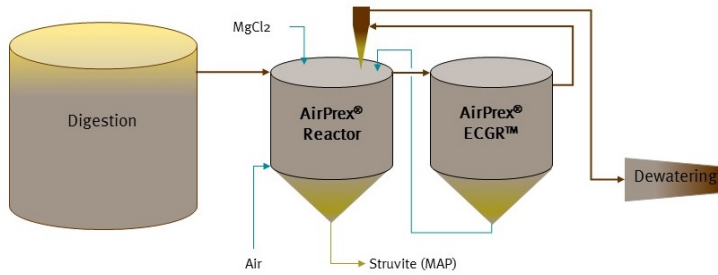 MgCl2
Digestion
AirPrex®
Reactor
AirPrex®
ECGR™
Dewatering
Air
Struvite (MAP)